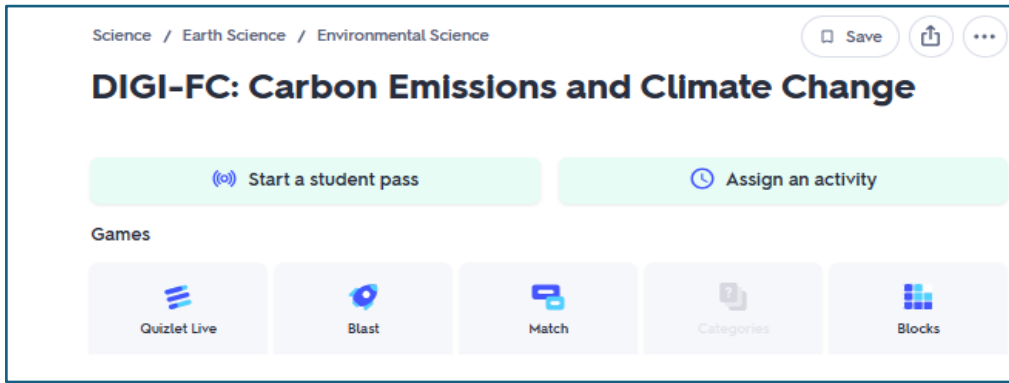 Science / Earth Science / Environmental Science
Save
DIGI-FC: Carbon Emissions and Climate Change
Start a student pass
Assign an activity
Games
Quizlet Live
Blast
Match
Categories
Blocks